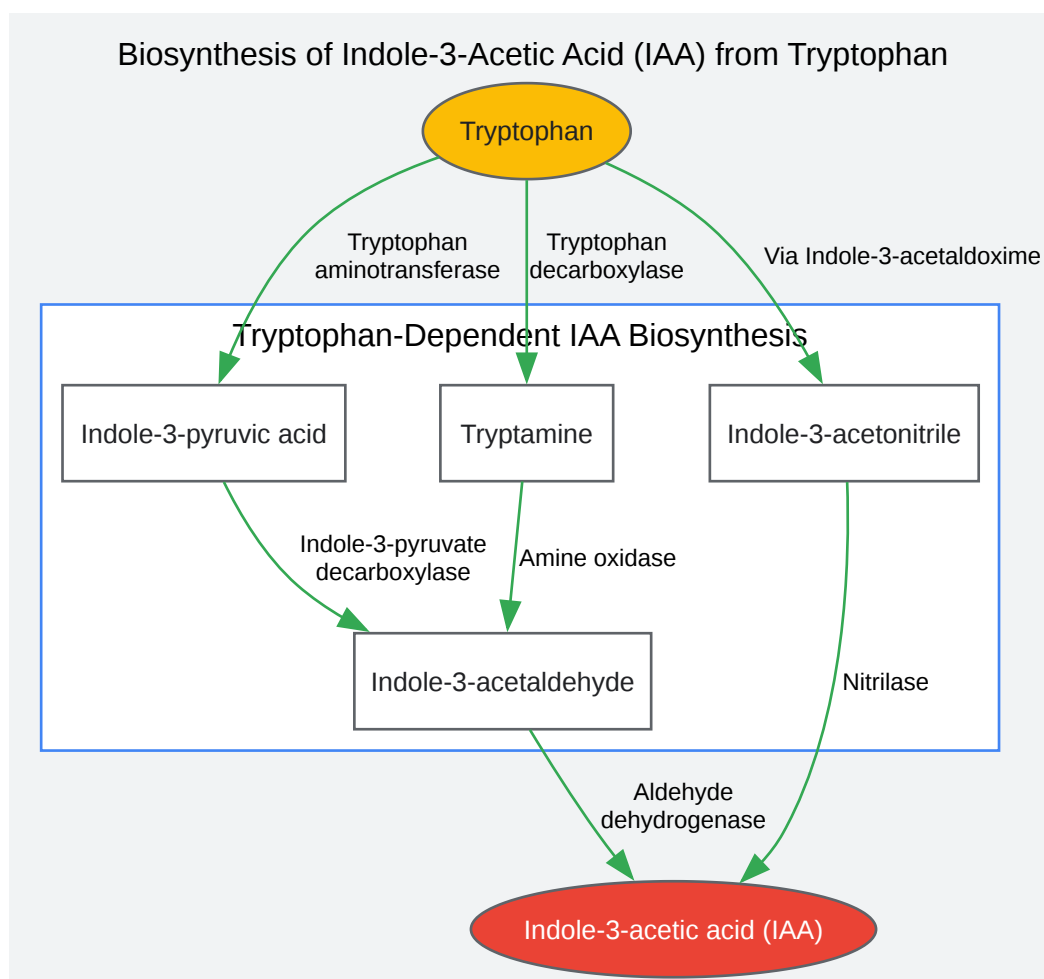 Biosynthesis of Indole-3-Acetic Acid (IAA) from Tryptophan
Tryptophan
Tryptophan
aminotransferase
Tryptophan
decarboxylase
Via Indole-3-acetaldoxime
Tryptophan-Dependent IAA Biosynthesis
Indole-3-pyruvic acid
Tryptamine
Indole-3-acetonitrile
Indole-3-pyruvate
decarboxylase
Amine oxidase
Indole-3-acetaldehyde
Nitrilase
Aldehyde
dehydrogenase
Indole-3-acetic acid (IAA)